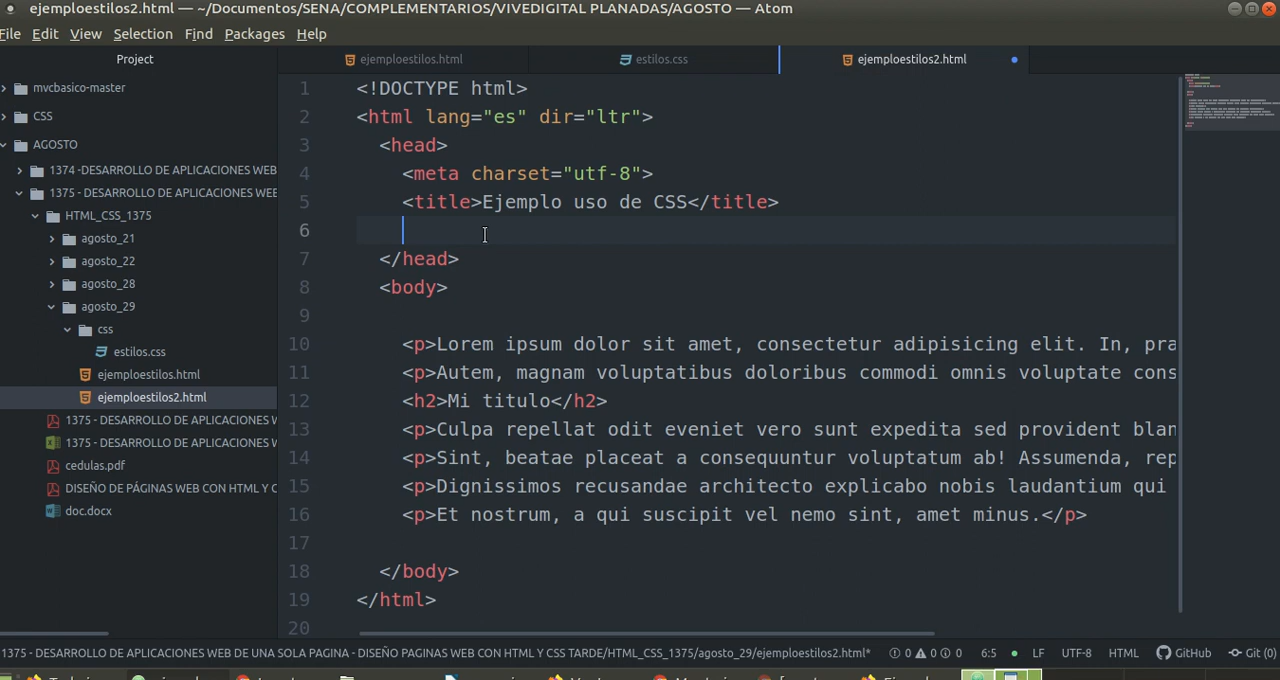 ejemploestilos2.html — ~/Documentos/SENA/COMPLEMENTARIOS/VIVEDIGITAL PLANADAS/AGOSTO — Atom
File Edit View Selection Find Packages Help
Project
mvcbasico-master
CSS
AGOSTO
1374 -DESARROLLO DE APLICACIONES WEB
1375 - DESARROLLO DE APLICACIONES WEB
HTML_CSS_1375
agosto_21
agosto_22
agosto_28
agosto_29
css
estilos.css
ejemploestilos.html
ejemploestilos2.html
1375 - DESARROLLO DE APLICACIONES W
1375 - DESARROLLO DE APLICACIONES W
cedulas.pdf
DISEÑO DE PÁGINAS WEB CON HTML Y C
doc.docx
ejemploestilos.html estilos.css ejemploestilos2.html
1 <!DOCTYPE html>
2 <html lang="es" dir="ltr">
3 <head>
4 <meta charset="utf-8">
5 <title>Ejemplo uso de CSS</title>
6
7 </head>
8 <body>
9
10 <p>Lorem ipsum dolor sit amet, consectetur adipisicing elit. In, pra
11 <p>Autem, magnam voluptatibus doloribus commodi omnis voluptate cons
12 <h2>Mi titulo</h2>
13 <p>Culpa repellat odit eveniet vero sunt expedita sed provident blan
14 <p>Sint, beatae placeat a consequuntur voluptatum ab! Assumenda, rep
15 <p>Dignissimos recusandae architecto explicabo nobis laudantium qui
16 <p>Et nostrum, a qui suscipit vel nemo sint, amet minus.</p>
17
18 </body>
19 </html>
20
1375 - DESARROLLO DE APLICACIONES WEB DE UNA SOLA PAGINA - DISEÑO PAGINAS WEB CON HTML Y CSS TARDE/HTML_CSS_1375/agosto_29/ejemploestilos2.html* 0 0 0 6:5 LF UTF-8 HTML GitHub Git (0)